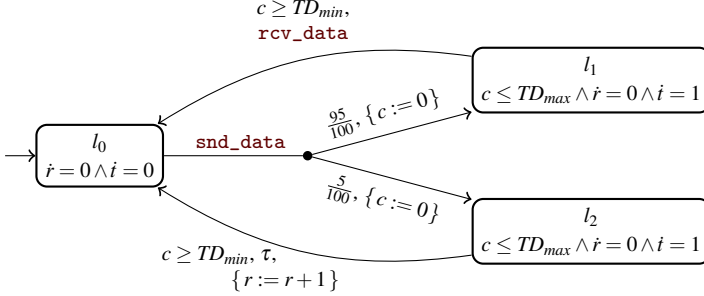 c ≥ TD_min,
rcv_data
l_1
c ≤ TD_max ∧ ṙ = 0 ∧ ṫ = 1
95/100, {c := 0}
l_0
ṙ = 0 ∧ ṫ = 0
snd_data
5/100, {c := 0}
l_2
c ≤ TD_max ∧ ṙ = 0 ∧ ṫ = 1
c ≥ TD_min, τ,
{r := r + 1}